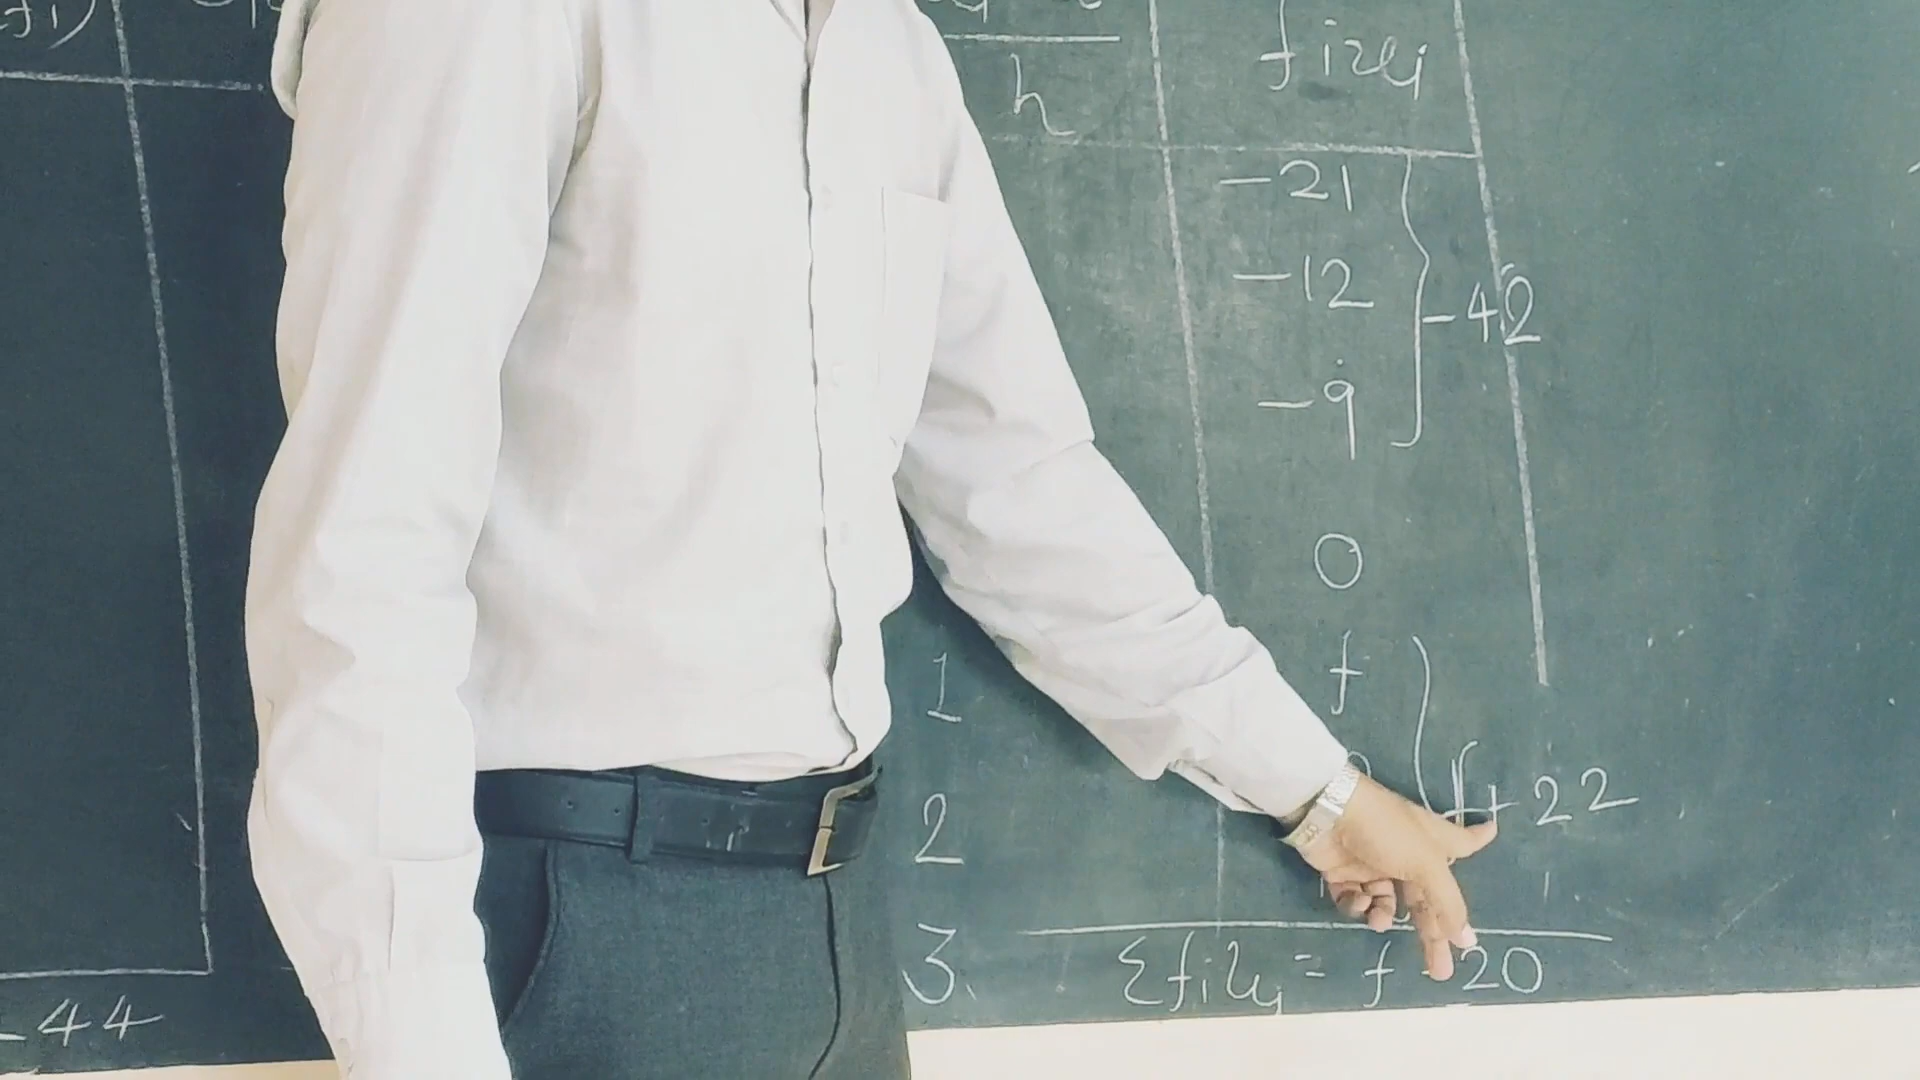 h
fiui
-21
-12
-42
-9
0
1 f
f+22
2
3. Σfiui = f-20
-44